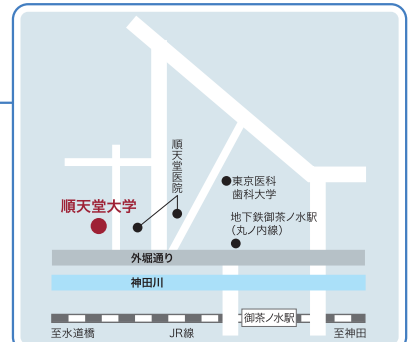 順天堂医院
東京医科
歯科大学
順天堂大学
地下鉄御茶ノ水駅
(丸ノ内線)
外堀通り
神田川
御茶ノ水駅
至水道橋
JR線
至神田